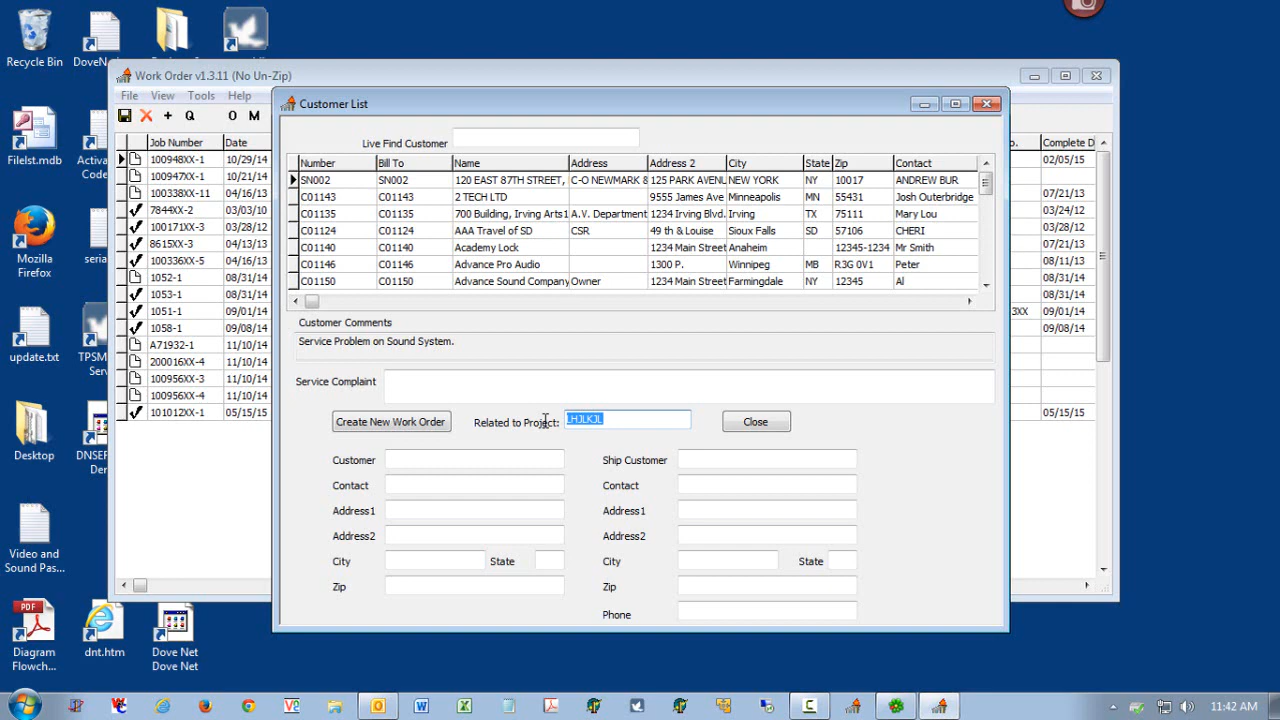 Recycle Bin
DoveNe
Work Order v1.3.11 (No Un-Zip)
File View Tools Help
Q O M
Customer List
Live Find Customer
Job Number Date
Complete D
Number Bill To Name Address Address 2 City State Zip Contact
100948XX-1 10/29/14
02/05/15
SN002 SN002 120 EAST 87TH STREET, C-O NEWMARK & 125 PARK AVENU NEW YORK NY 10017 ANDREW BUR
100947XX-1 10/21/14
C01143 C01143 2 TECH LTD 9555 James Ave Minneapolis MN 55431 Josh Outerbridge
100338XX-11 04/16/13
07/21/13
C01135 C01135 700 Building, Irving Arts1 A.V. Department 1234 Irving Blvd. Irving TX 75111 Mary Lou
7844XX-2 03/03/10
03/24/12
C01124 C01124 AAA Travel of SD CSR 49 th & Louise Sioux Falls SD 57106 CHERI
100171XX-3 03/28/12
03/28/12
C01140 C01140 Academy Lock 1234 Main Street Anaheim 12345-1234 Mr Smith
8615XX-3 04/13/13
07/21/13
C01146 C01146 Advance Pro Audio 1300 P. Winnipeg MB R3G 0V1 Peter
100336XX-5 04/16/13
08/11/13
C01150 C01150 Advance Sound Company Owner 1234 Main Street Farmingdale NY 12345 Al
1052-1 08/31/14
08/31/14
1053-1 08/31/14
08/31/14
1051-1 09/01/14
3XX 09/01/14
1058-1 09/08/14
09/08/14
A71932-1 11/10/14
200016XX-4 11/10/14
100956XX-3 11/10/14
100956XX-4 11/10/14
101012XX-1 05/15/15
05/15/15
Customer Comments
Service Problem on Sound System.
Service Complaint
Create New Work Order Related to Project: LHJLKJL Close
Customer Ship Customer
Contact Contact
Address1 Address1
Address2 Address2
City State City State
Zip Zip
Phone
Filelst.mdb
Activa
Code
Mozilla
Firefox
seria
update.txt
TPSM
Serv
Desktop
DNSEF
Der
Video and
Sound Pas...
PDF
Diagram
Flowch...
dnt.htm
Dove Net
Dove Net
11:42 AM